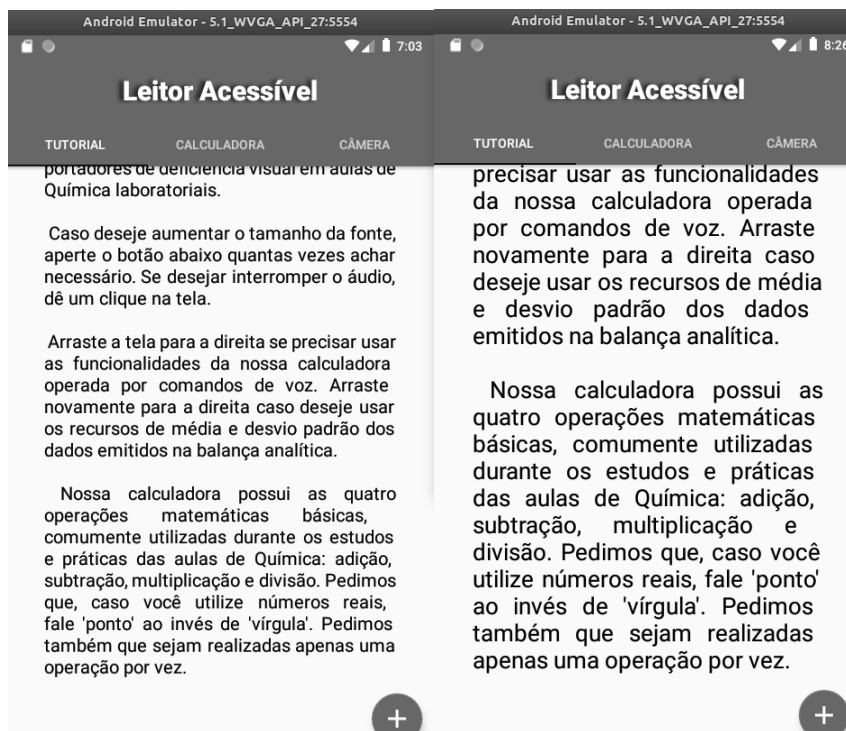 Android Emulator - 5.1_WVGA_API_27:5554
7:03
Leitor Acessível
TUTORIAL CALCULADORA CÂMERA
portadores de deficiência visual em aulas de
Química laboratoriais.
Caso deseje aumentar o tamanho da fonte,
aperte o botão abaixo quantas vezes achar
necessário. Se desejar interromper o áudio,
dê um clique na tela.
Arraste a tela para a direita se precisar usar
as funcionalidades da nossa calculadora
operada por comandos de voz. Arraste
novamente para a direita caso deseje usar
os recursos de média e desvio padrão dos
dados emitidos na balança analítica.
Nossa calculadora possui as quatro
operações matemáticas básicas,
comumente utilizadas durante os estudos
e práticas das aulas de Química: adição,
subtração, multiplicação e divisão. Pedimos
que, caso você utilize números reais,
fale 'ponto' ao invés de 'vírgula'. Pedimos
também que sejam realizadas apenas uma
operação por vez.
+
Android Emulator - 5.1_WVGA_API_27:5554
8:26
Leitor Acessível
TUTORIAL CALCULADORA CÂMERA
precisar usar as funcionalidades
da nossa calculadora operada
por comandos de voz. Arraste
novamente para a direita caso
deseje usar os recursos de média
e desvio padrão dos dados
emitidos na balança analítica.
Nossa calculadora possui as
quatro operações matemáticas
básicas, comumente utilizadas
durante os estudos e práticas
das aulas de Química: adição,
subtração, multiplicação e
divisão. Pedimos que, caso você
utilize números reais, fale 'ponto'
ao invés de 'vírgula'. Pedimos
também que sejam realizadas
apenas uma operação por vez.
+